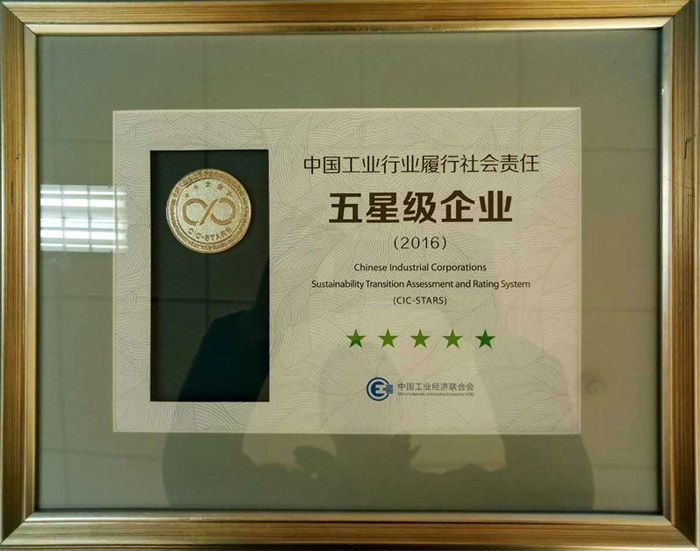 中国工业行业履行社会责任
五星级企业
(2016)
Chinese Industrial Corporations
Sustainability Transition Assessment and Rating System
(CIC-STARS)
CIC-STARS
中国工业经济联合会